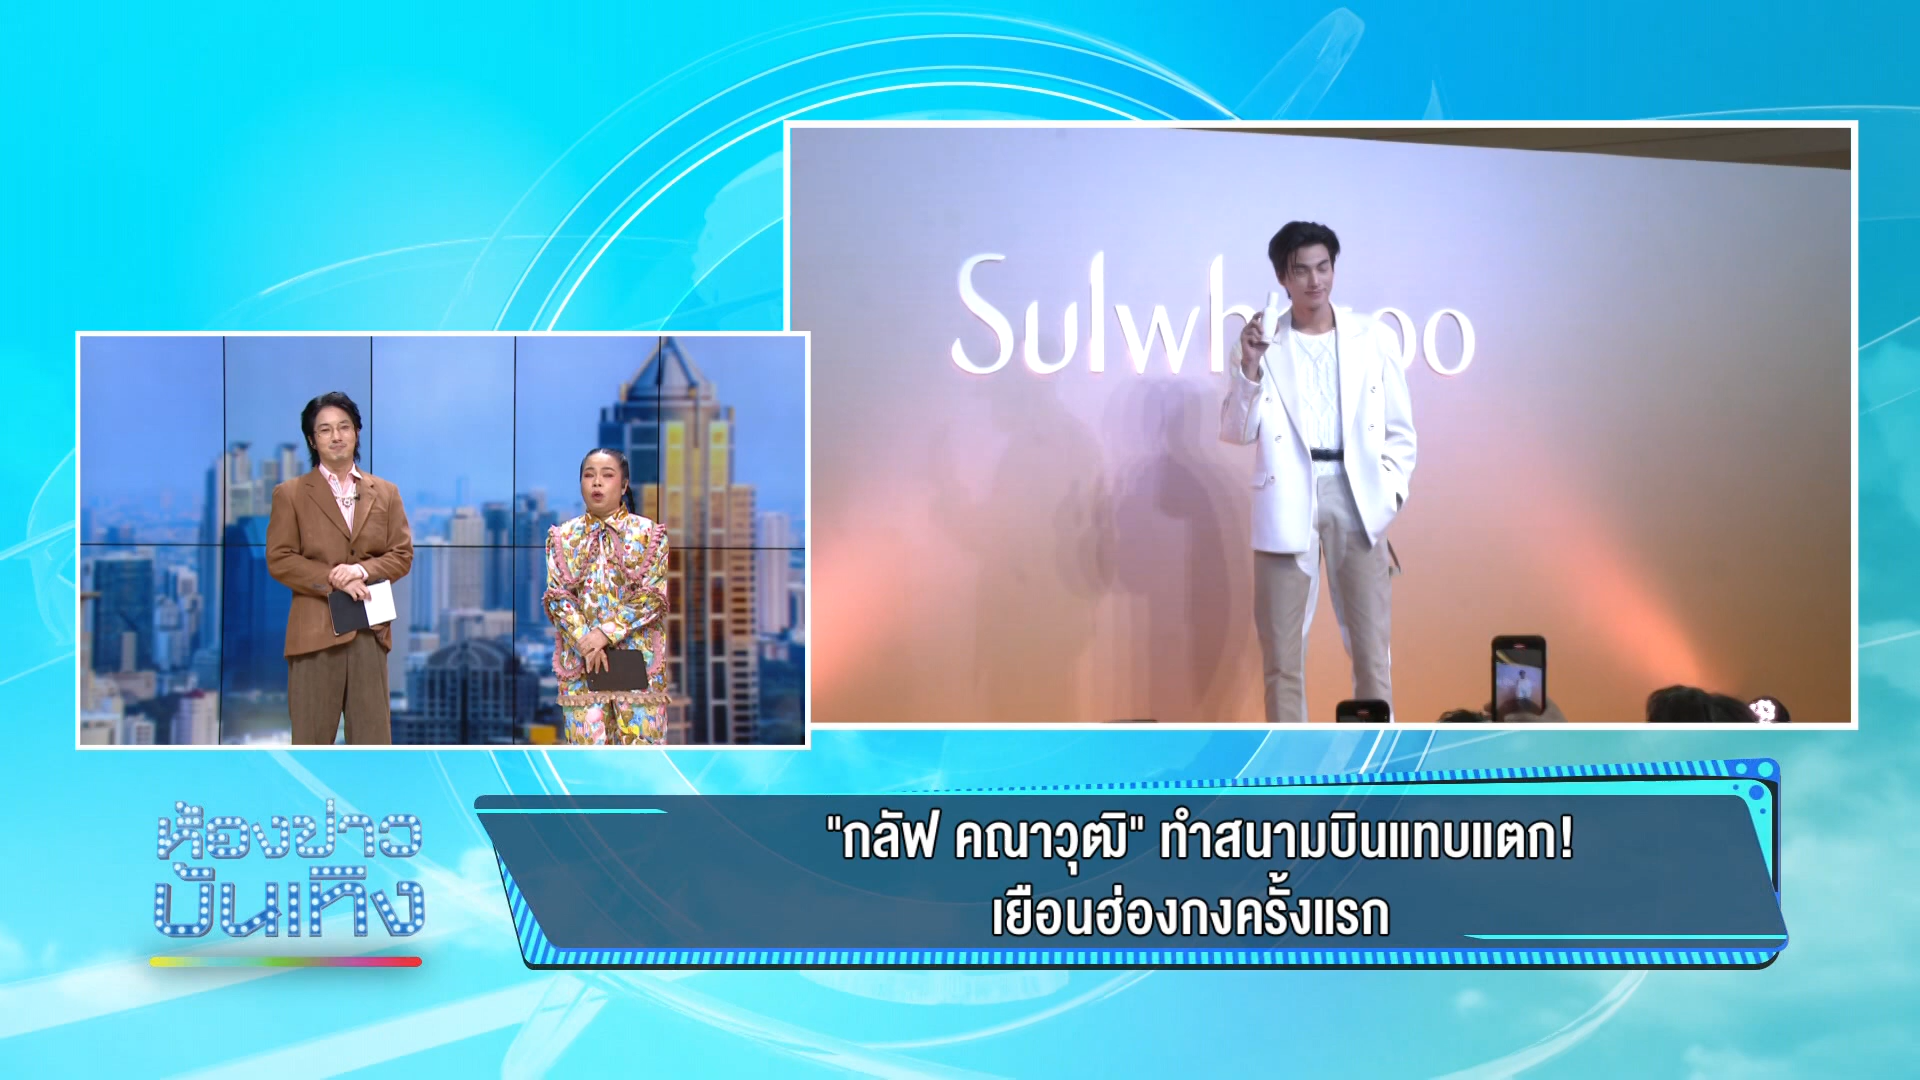 Sulwh
oo
ห้องข่าว
บันเทิง
"กลัฟ คณาวุฒิ" ทำสนามบินแทบแตก!
เยือนฮ่องกงครั้งแรก